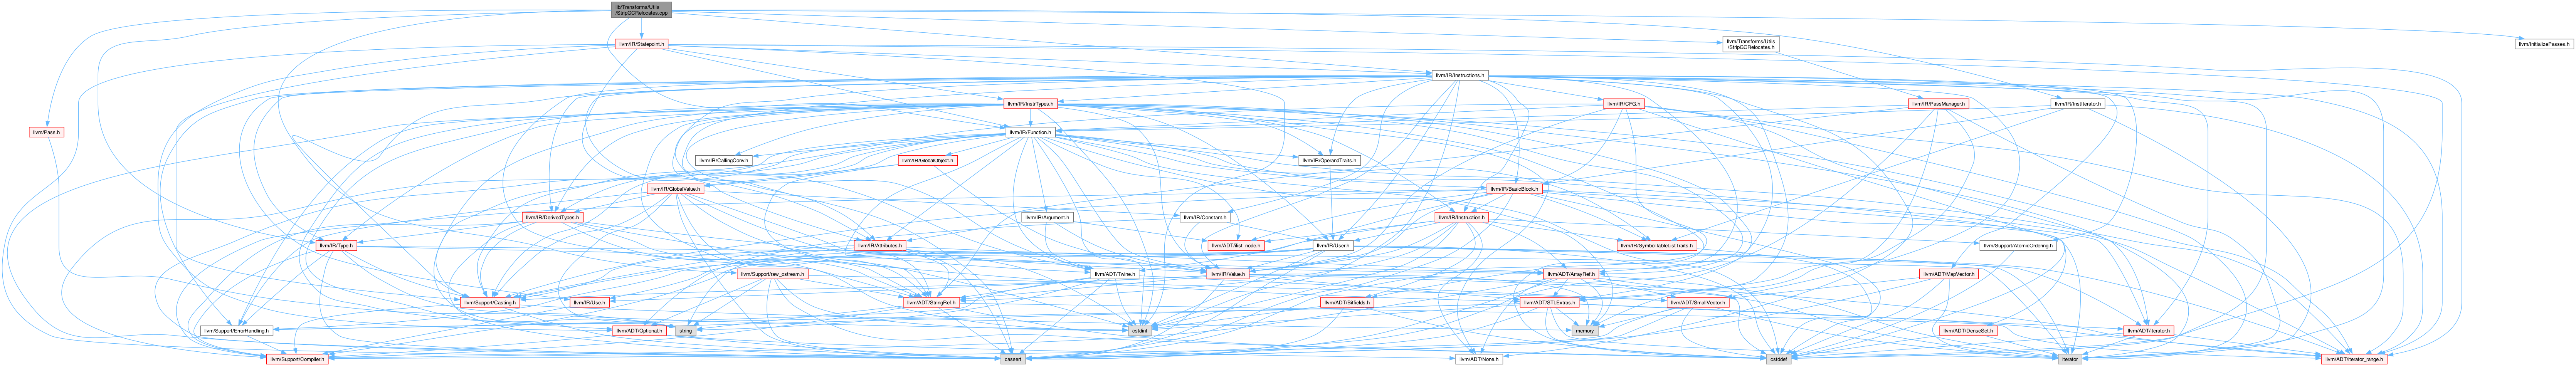 lib/Transforms/Utils
/StripGCRelocates.cpp
llvm/IR/Statepoint.h
llvm/Transforms/Utils
/StripGCRelocates.h
llvm/InitializePasses.h
llvm/IR/Instructions.h
llvm/IR/InstrTypes.h
llvm/IR/CFG.h
llvm/IR/PassManager.h
llvm/IR/InstIterator.h
llvm/Pass.h
llvm/IR/Function.h
llvm/IR/CallingConv.h
llvm/IR/GlobalObject.h
llvm/IR/OperandTraits.h
llvm/IR/GlobalValue.h
llvm/IR/BasicBlock.h
llvm/IR/DerivedTypes.h
llvm/IR/Argument.h
llvm/IR/Constant.h
llvm/IR/Instruction.h
llvm/IR/Type.h
llvm/IR/Attributes.h
llvm/ADT/ilist_node.h
llvm/IR/User.h
llvm/IR/SymbolTableListTraits.h
llvm/Support/AtomicOrdering.h
llvm/Support/raw_ostream.h
llvm/ADT/Twine.h
llvm/IR/Value.h
llvm/ADT/ArrayRef.h
llvm/ADT/MapVector.h
llvm/Support/Casting.h
llvm/IR/Use.h
llvm/ADT/StringRef.h
llvm/ADT/Bitfields.h
llvm/ADT/STLExtras.h
llvm/ADT/SmallVector.h
llvm/Support/ErrorHandling.h
llvm/ADT/Optional.h
string
cstdint
memory
llvm/ADT/DenseSet.h
llvm/ADT/iterator.h
llvm/Support/Compiler.h
cassert
llvm/ADT/None.h
cstddef
iterator
llvm/ADT/iterator_range.h